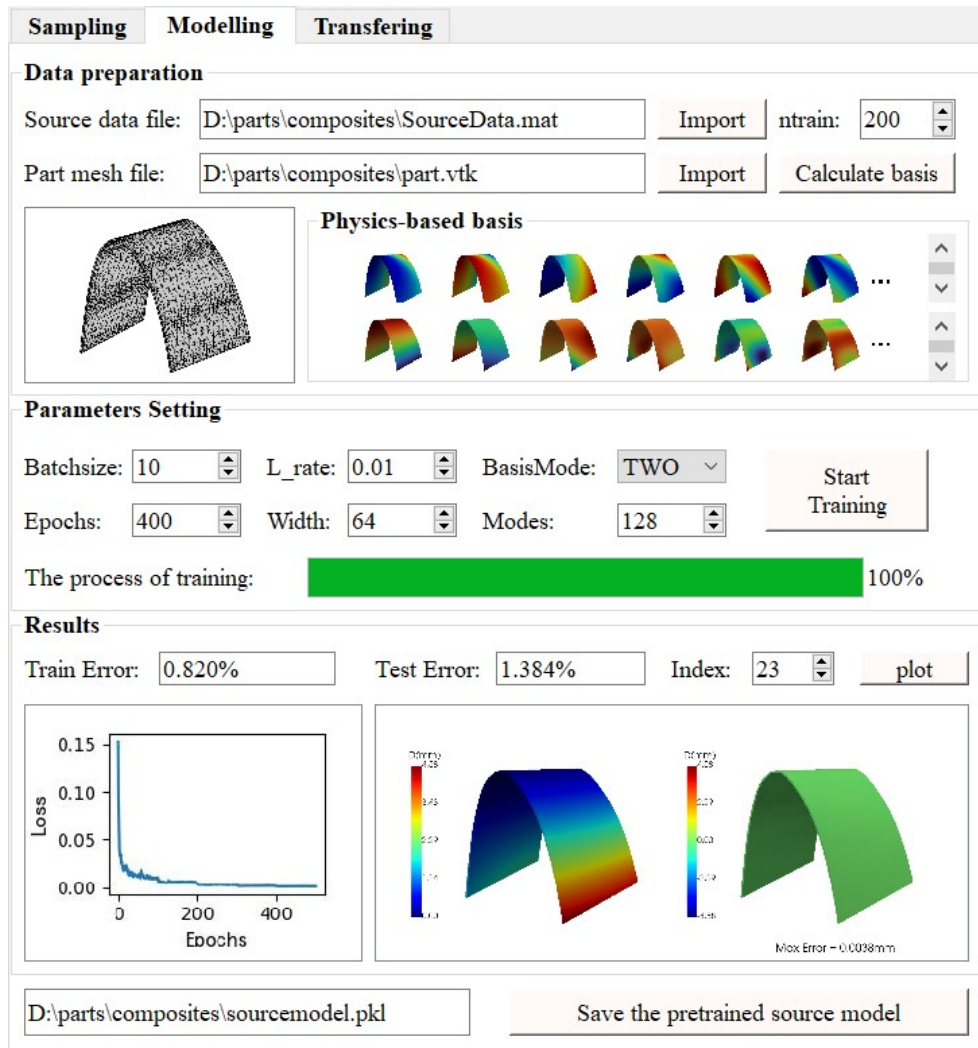 Sampling Modelling Transfering
Data preparation
Source data file: D:\parts\composites\SourceData.mat Import ntrain: 200
Part mesh file: D:\parts\composites\part.vtk Import Calculate basis
Physics-based basis
...
...
Parameters Setting
Batchsize: 10 L_rate: 0.01 BasisMode: TWO Start
Training
Epochs: 400 Width: 64 Modes: 128
The process of training: 100%
Results
Train Error: 0.820% Test Error: 1.384% Index: 23 plot
0.15
0.10
0.05
0.00
Loss
0 200 400
Epochs
D(mm)
D(mm)
0.00
Max Error = 0.0038mm
D:\parts\composites\sourcemodel.pkl Save the pretrained source model